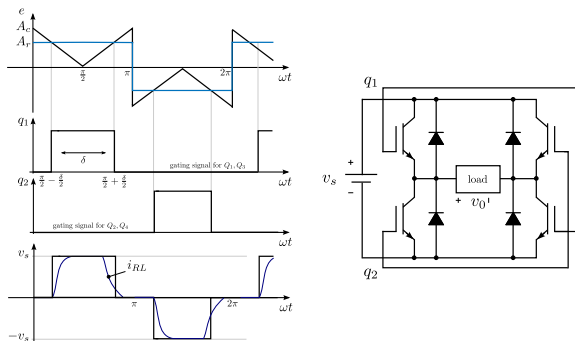 e
A_c
A_r
π/2
π
2π
ωt
q_1
δ
gating signal for Q_1,Q_3
π/2 − δ/2
π/2 + δ/2
ωt
q_2
gating signal for Q_2,Q_4
ωt
v_s
i_RL
π
2π
ωt
−v_s
q_1
+
v_s
-
load
+ v_0 -
q_2